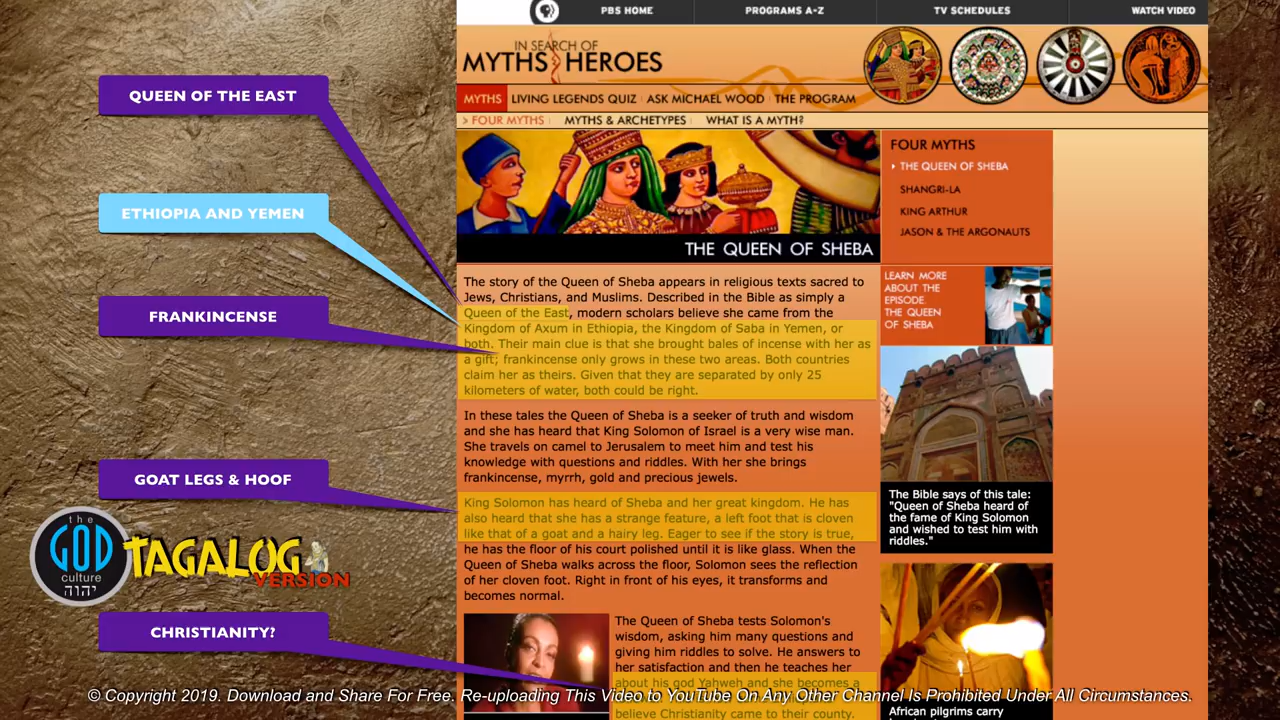 PBS HOME
PROGRAMS A-Z
TV SCHEDULES
WATCH VIDEO
IN SEARCH OF
MYTHS HEROES
MYTHS LIVING LEGENDS QUIZ ASK MICHAEL WOOD THE PROGRAM
> FOUR MYTHS MYTHS & ARCHETYPES WHAT IS A MYTH?
QUEEN OF THE EAST
ETHIOPIA AND YEMEN
FRANKINCENSE
GOAT LEGS & HOOF
CHRISTIANITY?
the
GOD
culture
יהוה
TAGALOG
VERSION
THE QUEEN OF SHEBA
The story of the Queen of Sheba appears in religious texts sacred to
Jews, Christians, and Muslims. Described in the Bible as simply a
Queen of the East, modern scholars believe she came from the
Kingdom of Axum in Ethiopia, the Kingdom of Saba in Yemen, or
both. Their main clue is that she brought bales of incense with her as
a gift; frankincense only grows in these two areas. Both countries
claim her as theirs. Given that they are separated by only 25
kilometers of water, both could be right.
In these tales the Queen of Sheba is a seeker of truth and wisdom
and she has heard that King Solomon of Israel is a very wise man.
She travels on camel to Jerusalem to meet him and test his
knowledge with questions and riddles. With her she brings
frankincense, myrrh, gold and precious jewels.
King Solomon has heard of Sheba and her great kingdom. He has
also heard that she has a strange feature, a left foot that is cloven
like that of a goat and a hairy leg. Eager to see if the story is true,
he has the floor of his court polished until it is like glass. When the
Queen of Sheba walks across the floor, Solomon sees the reflection
of her cloven foot. Right in front of his eyes, it transforms and
becomes normal.
The Queen of Sheba tests Solomon's
wisdom, asking him many questions and
giving him riddles to solve. He answers to
her satisfaction and then he teaches her
about his god Yahweh and she becomes a
believe Christianity came to their county.
FOUR MYTHS
THE QUEEN OF SHEBA
SHANGRI-LA
KING ARTHUR
JASON & THE ARGONAUTS
LEARN MORE
ABOUT THE
EPISODE.
THE QUEEN
OF SHEBA
The Bible says of this tale:
"Queen of Sheba heard of
the fame of King Solomon
and wished to test him with
riddles."
African pilgrims carry
© Copyright 2019. Download and Share For Free. Re-uploading This Video to YouTube On Any Other Channel Is Prohibited Under All Circumstances.